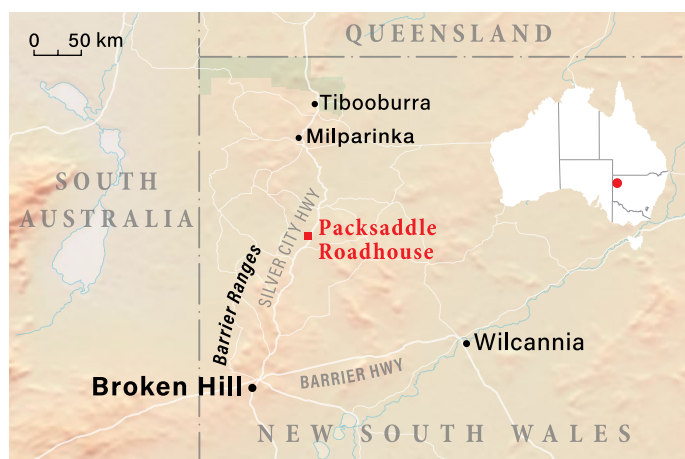 0 50 km
QUEENSLAND
Tibooburra
Milparinka
SOUTH
AUSTRALIA
SILVER CITY HWY
Packsaddle
Roadhouse
Barrier Ranges
Wilcannia
BARRIER HWY
Broken Hill
NEW SOUTH WALES